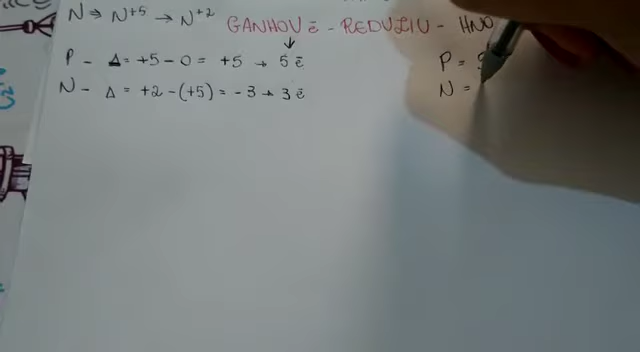 N ⇒ N⁺⁵ → N⁺² GANHOU ē - REDUZIU - HNO
↓
P - Δ = +5 - 0 = +5 → 5 ē P =
N - Δ = +2 - (+5) = -3 → 3 ē N =